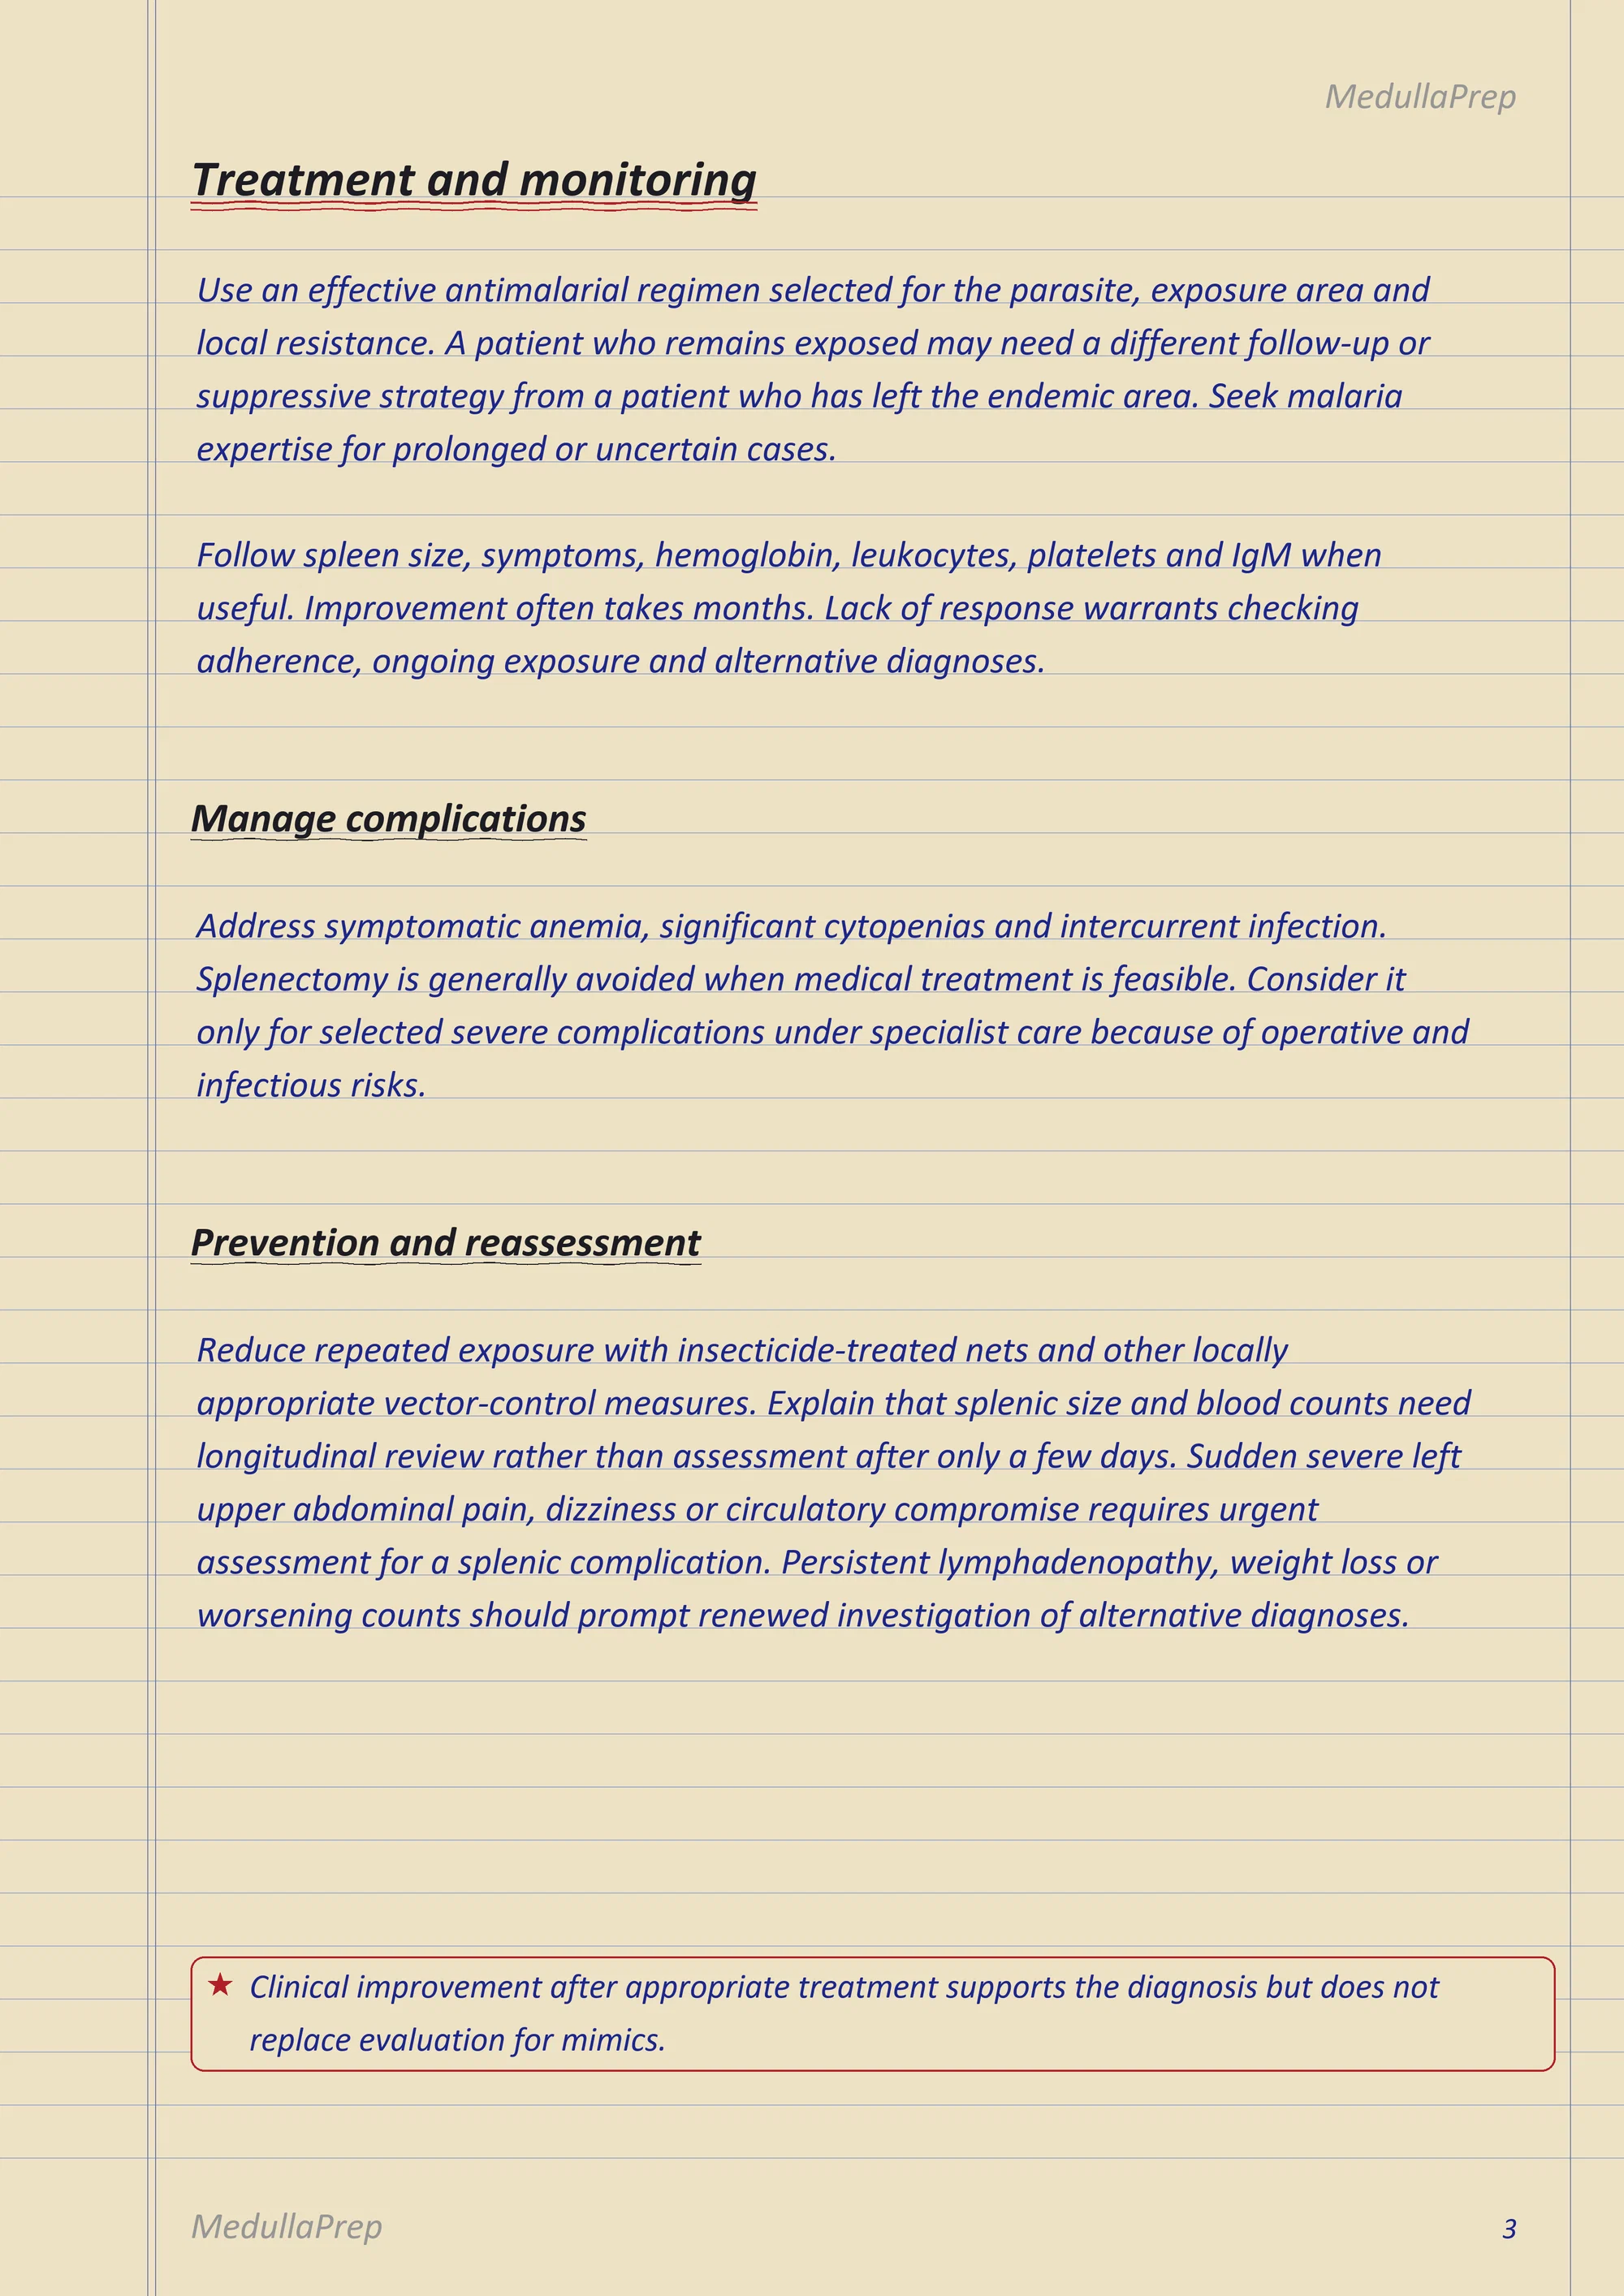 MedullaPrep
Treatment and monitoring
Use an effective antimalarial regimen selected for the parasite, exposure area and
local resistance. A patient who remains exposed may need a different follow-up or
suppressive strategy from a patient who has left the endemic area. Seek malaria
expertise for prolonged or uncertain cases.
Follow spleen size, symptoms, hemoglobin, leukocytes, platelets and IgM when
useful. Improvement often takes months. Lack of response warrants checking
adherence, ongoing exposure and alternative diagnoses.
Manage complications
Address symptomatic anemia, significant cytopenias and intercurrent infection.
Splenectomy is generally avoided when medical treatment is feasible. Consider it
only for selected severe complications under specialist care because of operative and
infectious risks.
Prevention and reassessment
Reduce repeated exposure with insecticide-treated nets and other locally
appropriate vector-control measures. Explain that splenic size and blood counts need
longitudinal review rather than assessment after only a few days. Sudden severe left
upper abdominal pain, dizziness or circulatory compromise requires urgent
assessment for a splenic complication. Persistent lymphadenopathy, weight loss or
worsening counts should prompt renewed investigation of alternative diagnoses.
★ Clinical improvement after appropriate treatment supports the diagnosis but does not
replace evaluation for mimics.
MedullaPrep
3